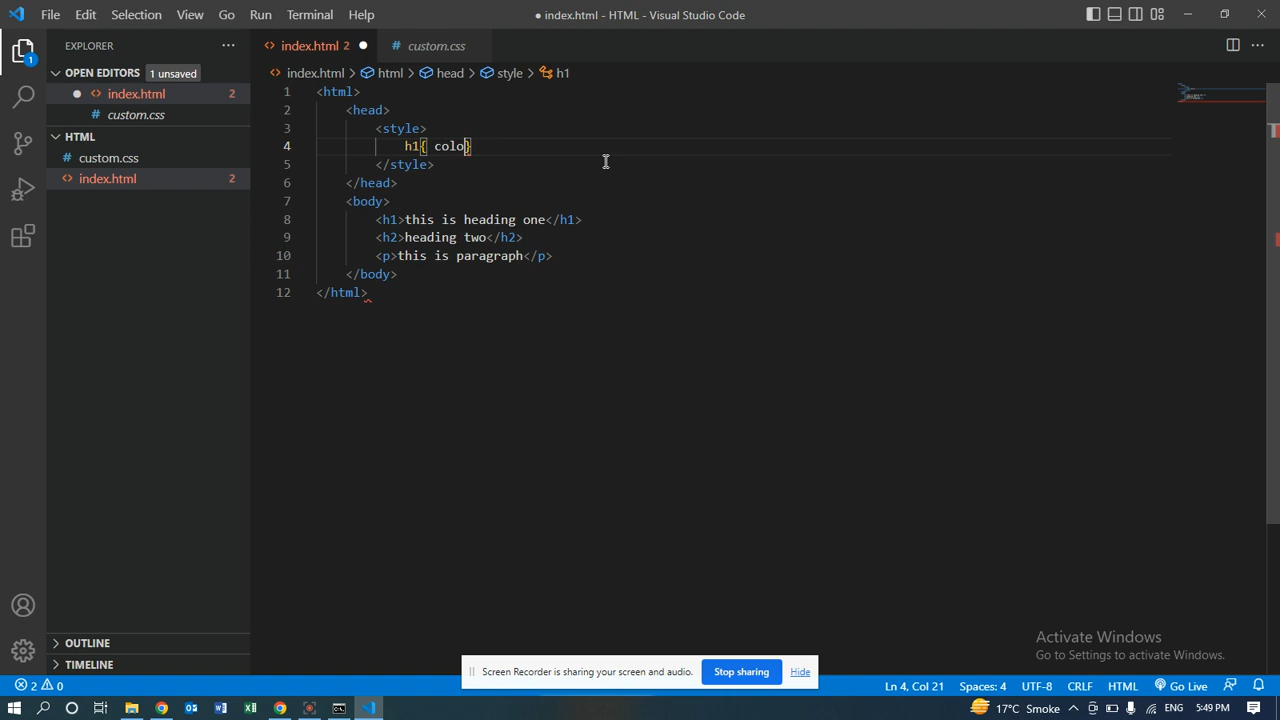 File Edit Selection View Go Run Terminal Help
● index.html - HTML - Visual Studio Code
EXPLORER
index.html 2 ●
# custom.css
OPEN EDITORS 1 unsaved
index.html > html > head > style > h1
● index.html 2
# custom.css
HTML
# custom.css
index.html 2
1 <html>
2 <head>
3 <style>
4 h1{ colo}
5 </style>
6 </head>
7 <body>
8 <h1>this is heading one</h1>
9 <h2>heading two</h2>
10 <p>this is paragraph</p>
11 </body>
12 </html>
1
OUTLINE
TIMELINE
Activate Windows
Go to Settings to activate Windows.
Screen Recorder is sharing your screen and audio. Stop sharing Hide
2 0
Ln 4, Col 21 Spaces: 4 UTF-8 CRLF HTML Go Live
17°C Smoke ENG 5:49 PM